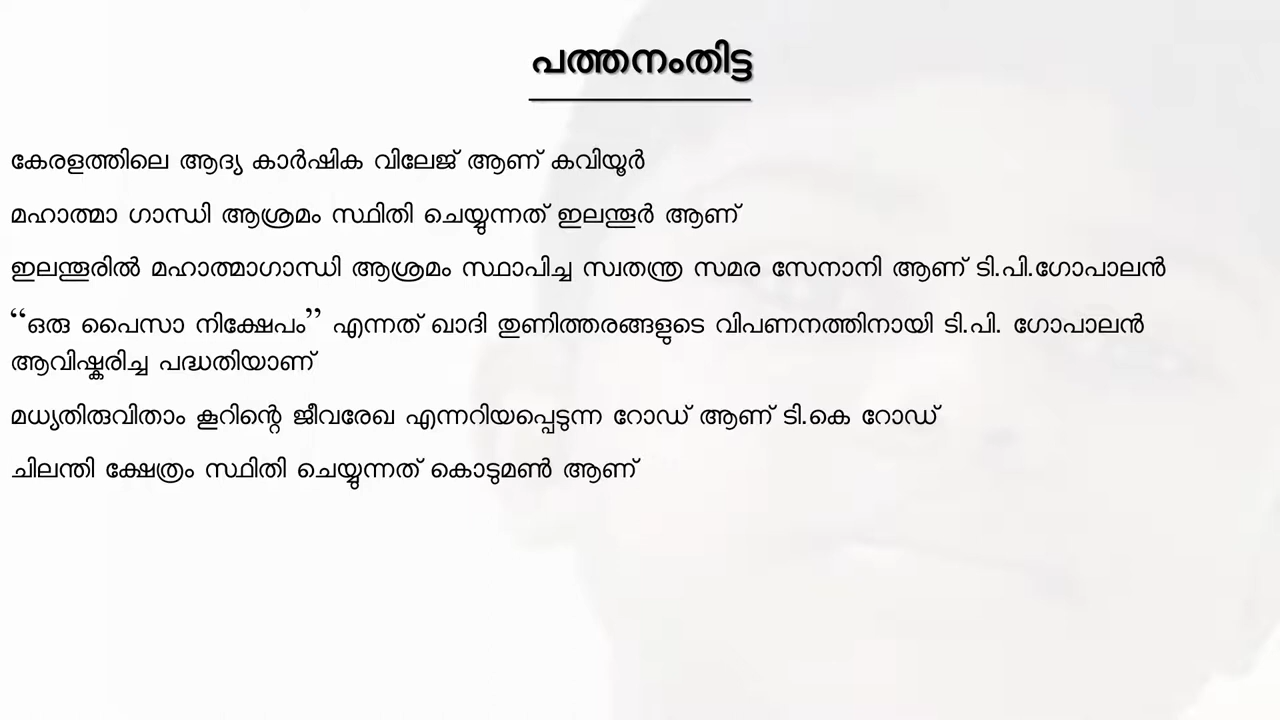 പത്തനംതിട്ട
കേരളത്തിലെ ആദ്യ കാർഷിക വിലേജ് ആണ് കവിയൂർ
മഹാത്മാ ഗാന്ധി ആശ്രമം സ്ഥിതി ചെയ്യുന്നത് ഇലന്തൂർ ആണ്
ഇലന്തൂരിൽ മഹാത്മാഗാന്ധി ആശ്രമം സ്ഥാപിച്ച സ്വതന്ത്ര സമര സേനാനി ആണ് ടി.പി.ഗോപാലൻ
“ഒരു പൈസാ നിക്ഷേപം” എന്നത് ഖാദി തുണിത്തരങ്ങളുടെ വിപണനത്തിനായി ടി.പി. ഗോപാലൻ
ആവിഷ്കരിച്ച പദ്ധതിയാണ്
മധ്യതിരുവിതാം കൂറിന്റെ ജീവരേഖ എന്നറിയപ്പെടുന്ന റോഡ് ആണ് ടി.കെ റോഡ്
ചിലന്തി ക്ഷേത്രം സ്ഥിതി ചെയ്യുന്നത് കൊടുമൺ ആണ്